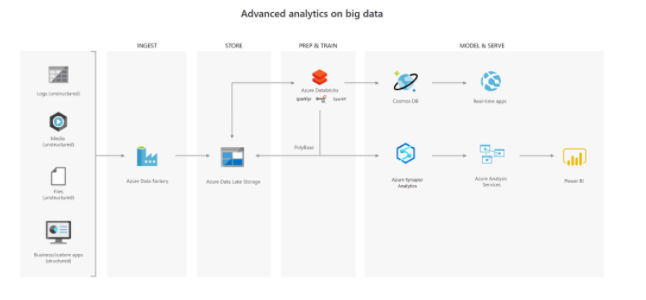 Advanced analytics on big data
INGEST
STORE
PREP & TRAIN
MODEL & SERVE
Logs (unstructured)
Media
(unstructured)
Files
(unstructured)
Business/custom apps
(structured)
Azure Data Factory
Azure Data Lake Storage
Azure Databricks
sparklyr
SparkR
PolyBase
Cosmos DB
Real-time apps
Azure Synapse
Analytics
Azure Analysis
Services
Power BI